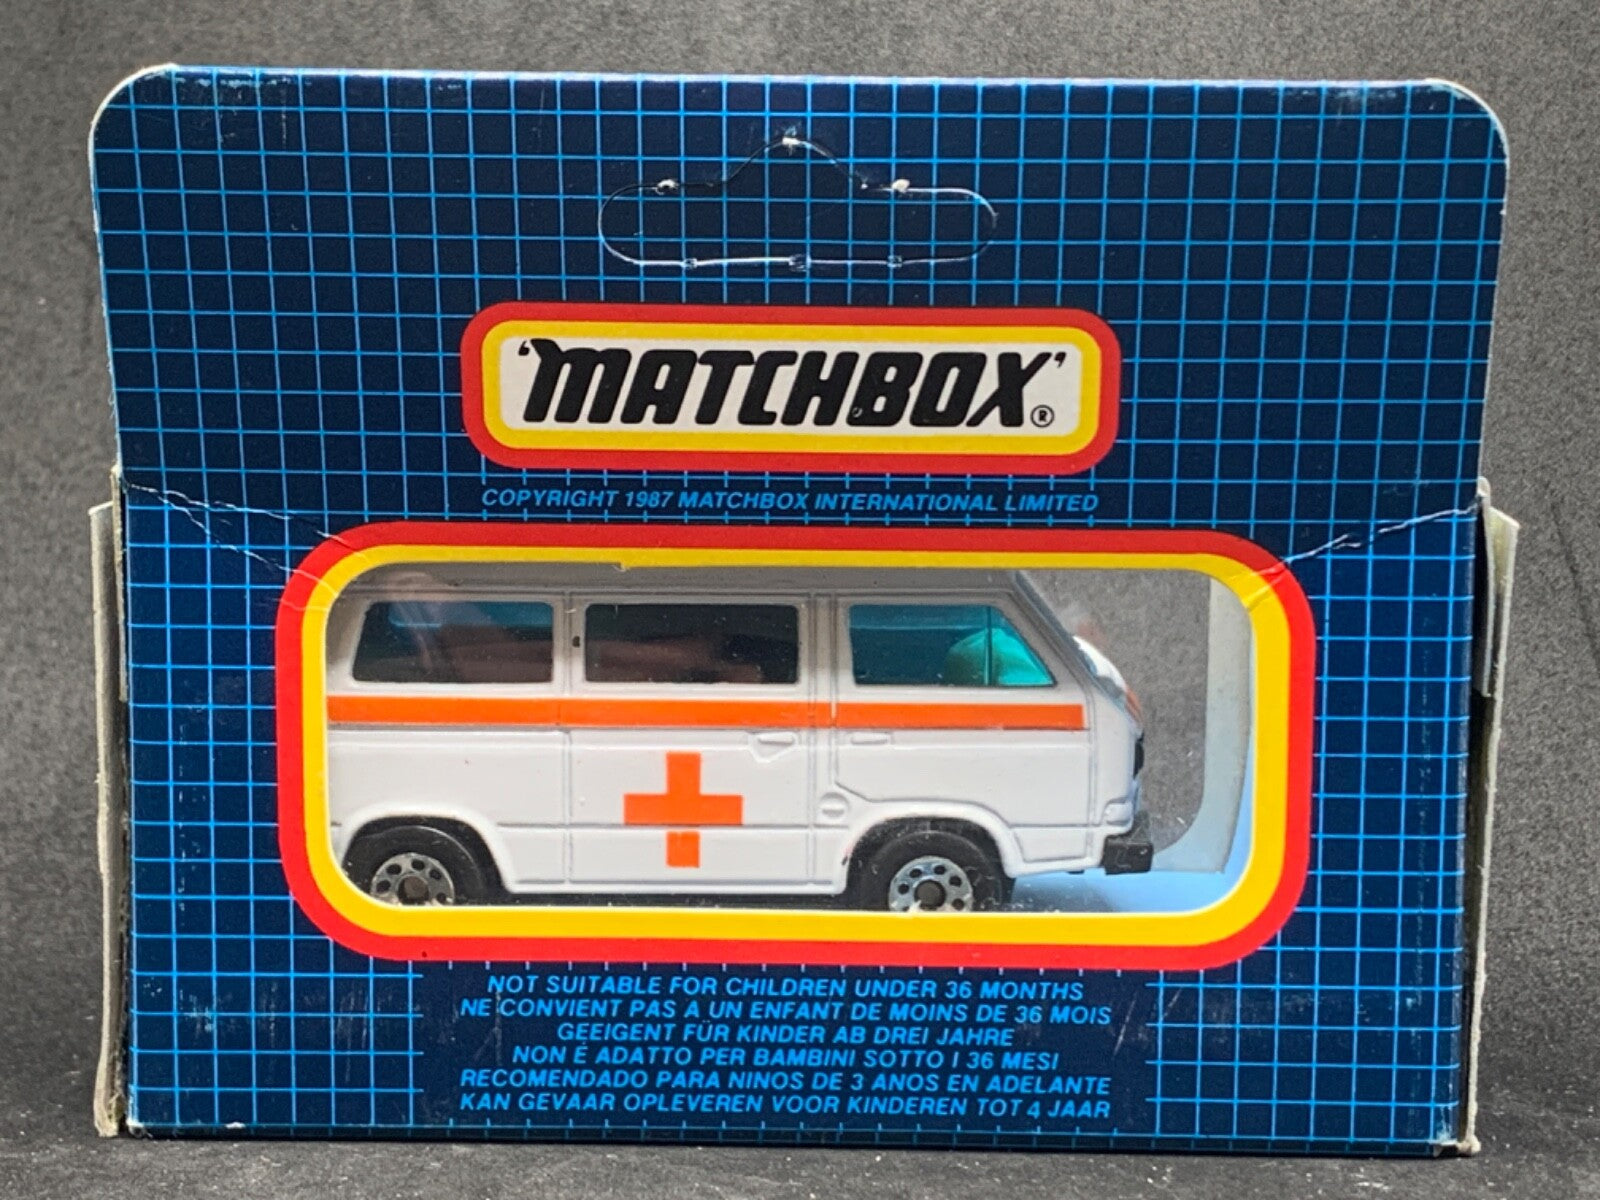 'MATCHBOX'®
COPYRIGHT 1987 MATCHBOX INTERNATIONAL LIMITED
NOT SUITABLE FOR CHILDREN UNDER 36 MONTHS
NE CONVIENT PAS A UN ENFANT DE MOINS DE 36 MOIS
GEEIGENT FÜR KINDER AB DREI JAHRE
NON É ADATTO PER BAMBINI SOTTO I 36 MESI
RECOMENDADO PARA NINOS DE 3 ANOS EN ADELANTE
KAN GEVAAR OPLEVEREN VOOR KINDEREN TOT 4 JAAR